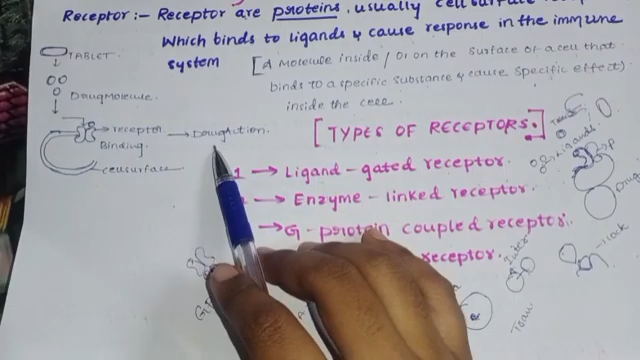 Receptor :- Receptor are proteins, usually cell surface
Which binds to ligands & cause response in the immune
system [A Molecule inside / Or on the Surface of a cell that
binds to a specific Substance & cause Specific effect)
inside the cell.
TABLET
Drug Molecule
receptor
Binding
cell surface
Drug Action
[TYPES OF RECEPTORS:]
1 → Ligand-gated receptor.
→ Enzyme-linked receptor.
→ G-protein coupled receptor.
receptor.
Ligands
Drug